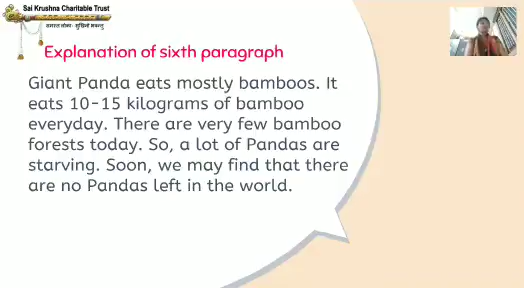 Sai Krushna Charitable Trust
समस्त लोकाः सुखिनो भवन्तु
Explanation of sixth paragraph
Giant Panda eats mostly bamboos. It
eats 10-15 kilograms of bamboo
everyday. There are very few bamboo
forests today. So, a lot of Pandas are
starving. Soon, we may find that there
are no Pandas left in the world.